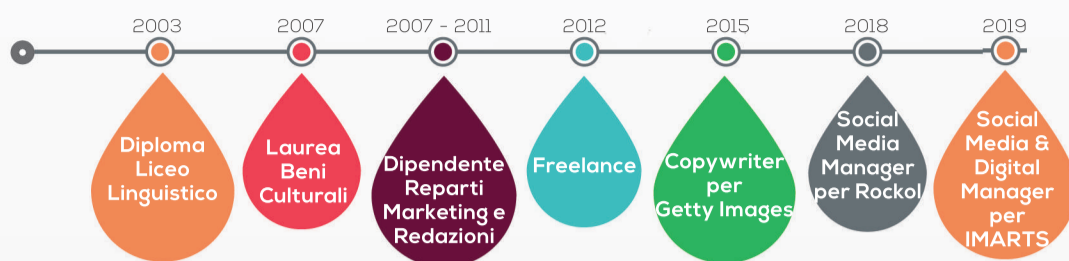 2003
2007
2007 - 2011
2012
2015
2018
2019
Diploma
Liceo
Linguistico
Laurea
Beni
Culturali
Dipendente
Reparti
Marketing e
Redazioni
Freelance
Copywriter
per
Getty Images
Social
Media
Manager
per Rockol
Social
Media &
Digital
Manager
per
IMARTS